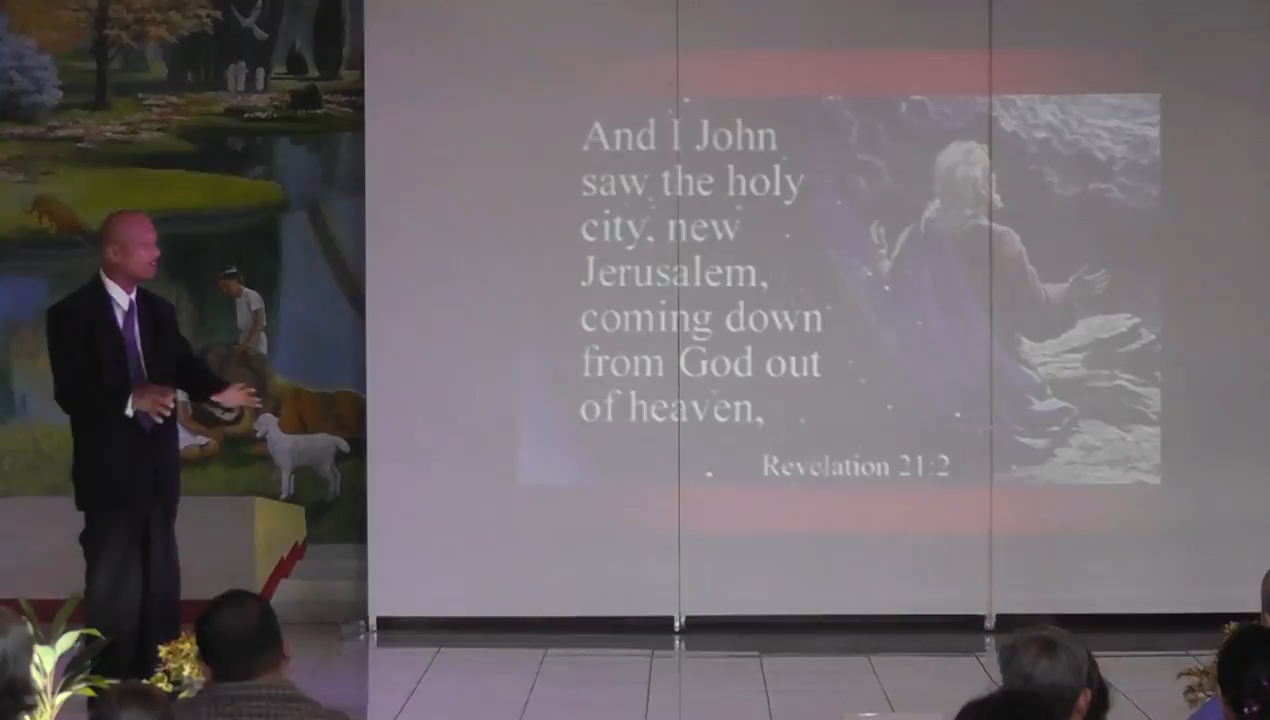 And I John
saw the holy
city, new
Jerusalem,
coming down
from God out
of heaven,
Revelation 21:2